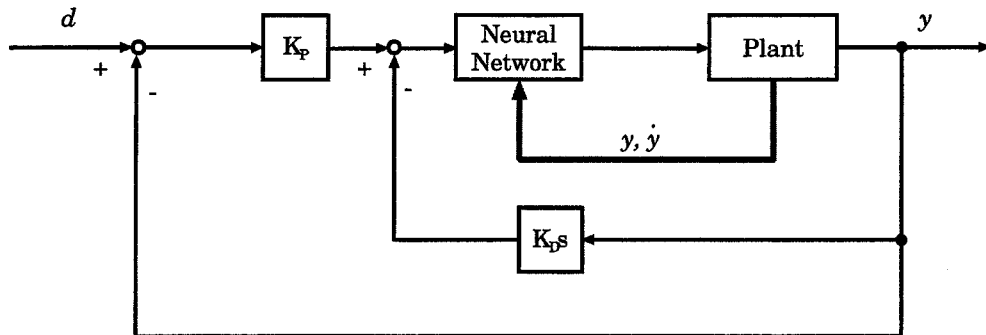 d
y
+
-
K_P
+
-
Neural
Network
Plant
y, ẏ
K_D s